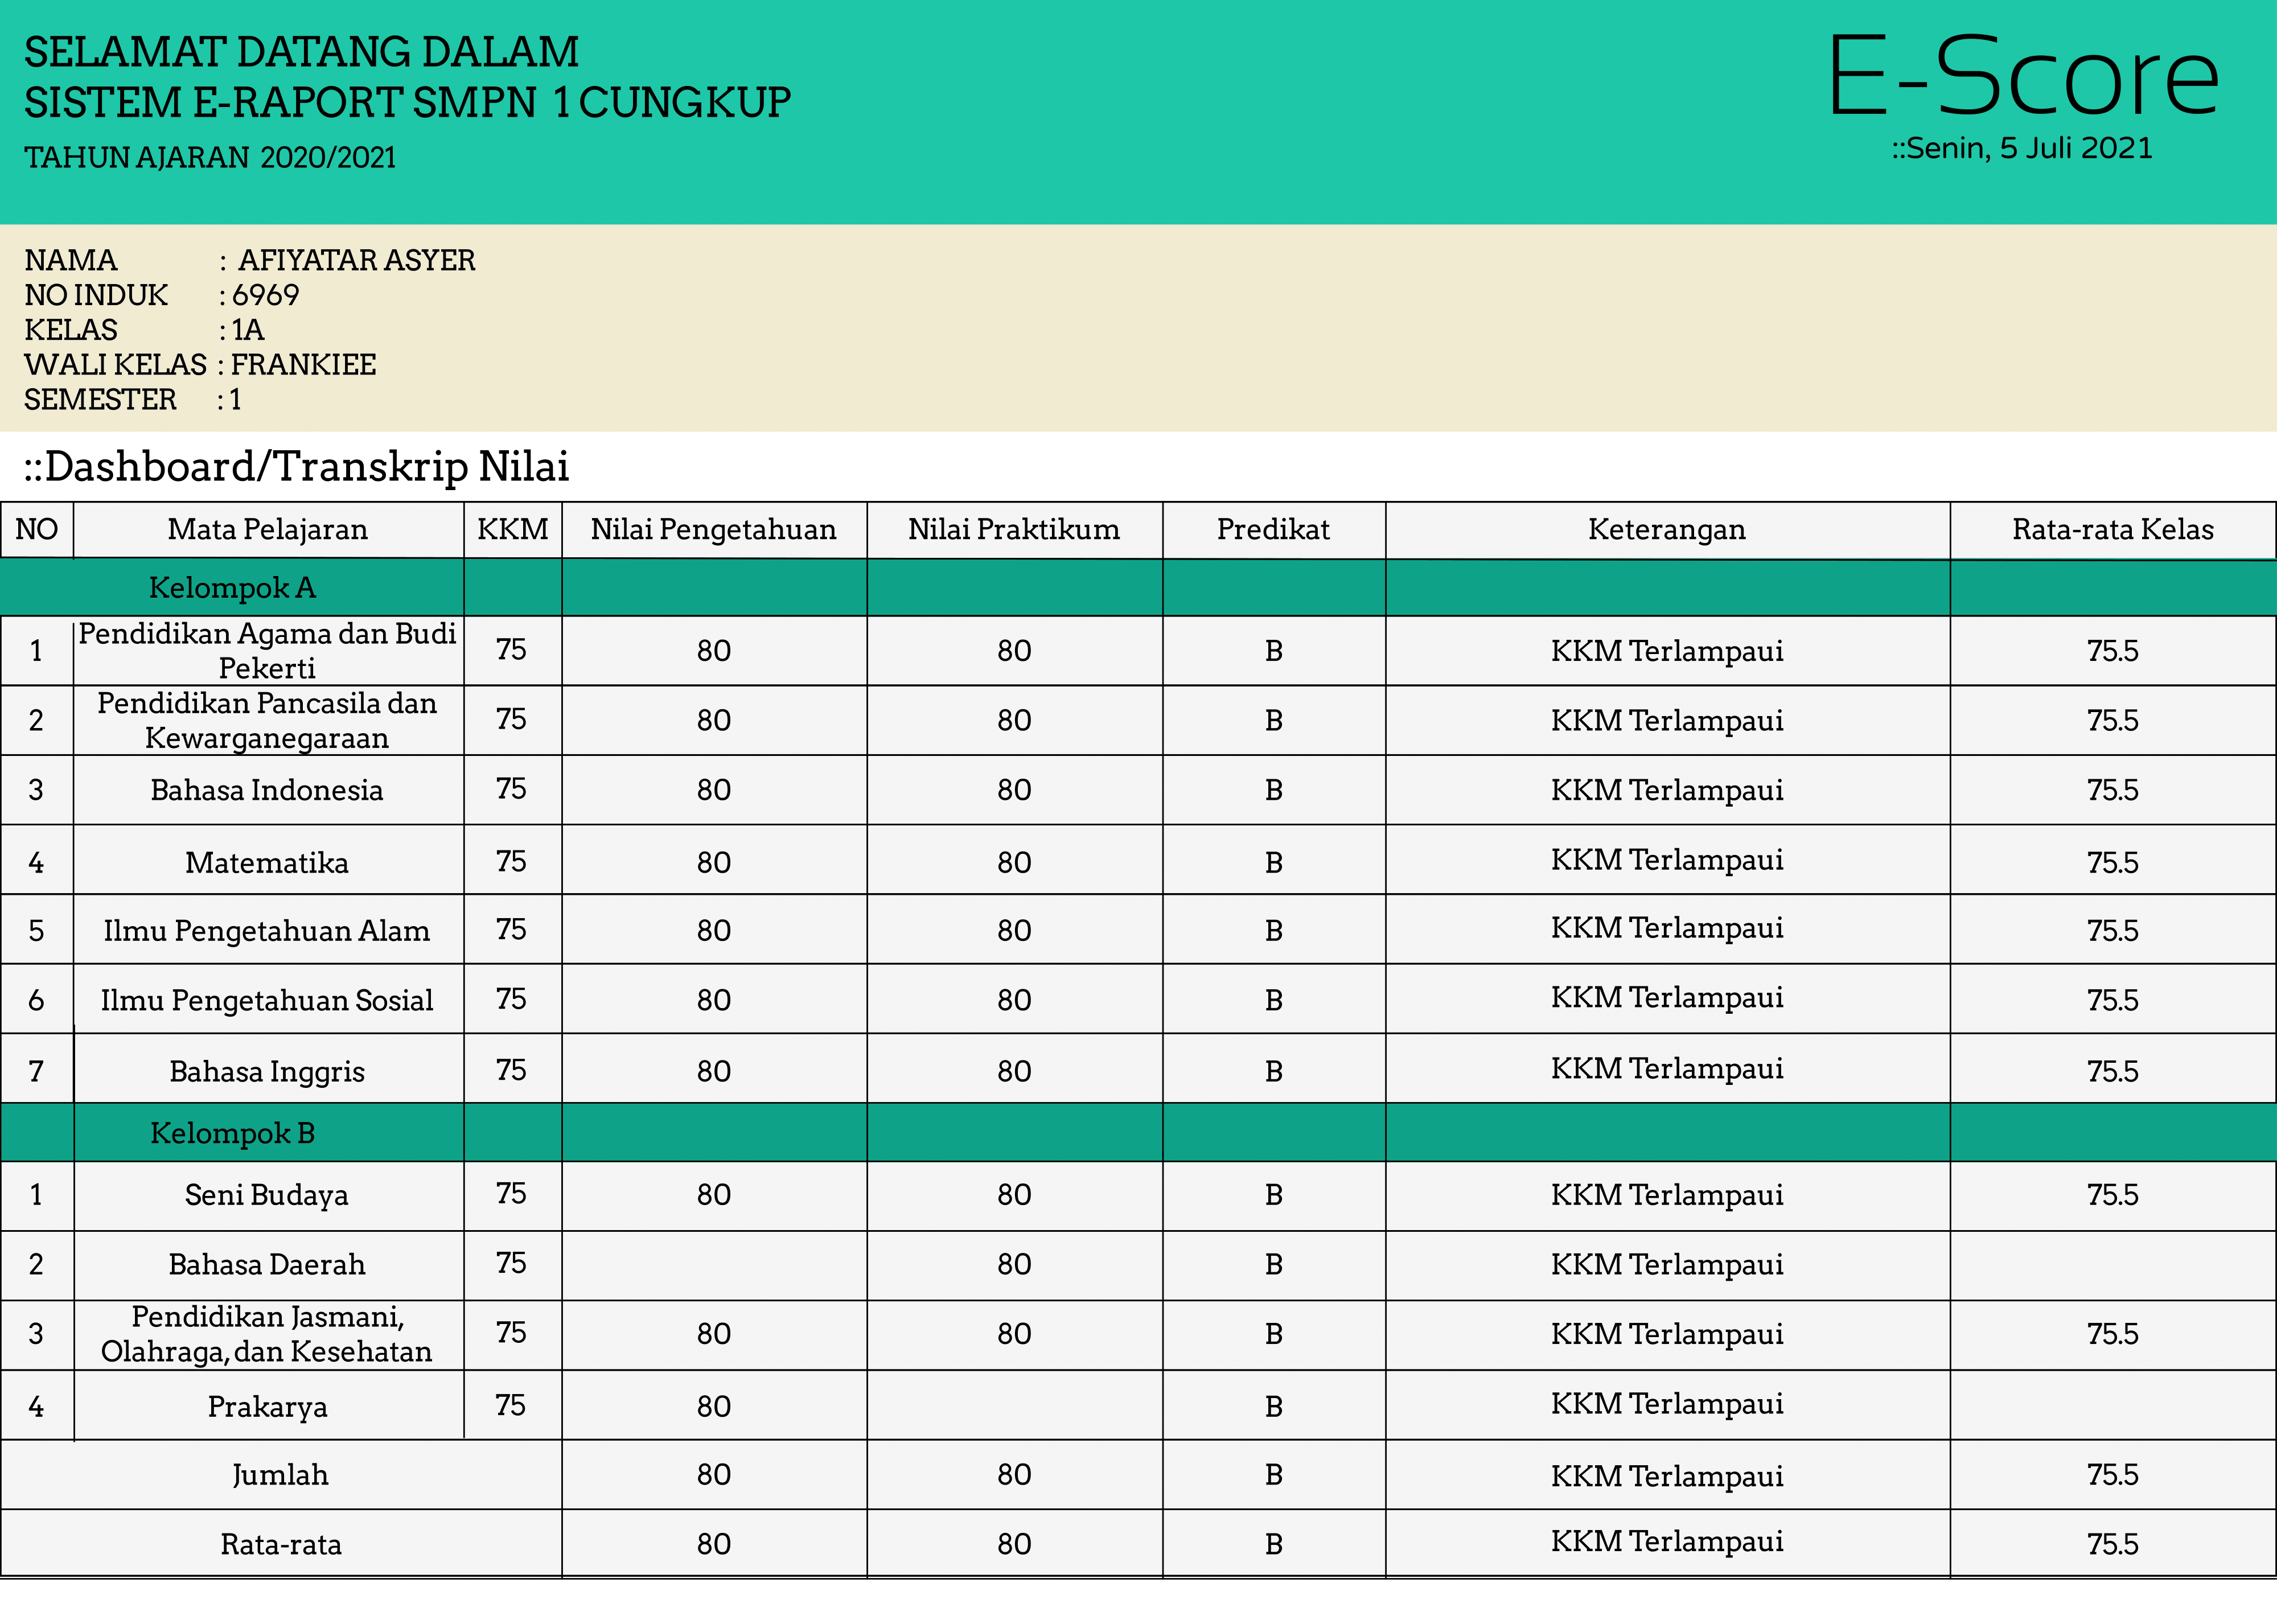 SELAMAT DATANG DALAM
SISTEM E-RAPORT SMPN 1 CUNGKUP
TAHUN AJARAN 2020/2021
E-Score
::Senin, 5 Juli 2021
NAMA : AFIYATAR ASYER
NO INDUK : 6969
KELAS : 1A
WALI KELAS : FRANKIEE
SEMESTER : 1
::Dashboard/Transkrip Nilai
NO Mata Pelajaran KKM Nilai Pengetahuan Nilai Praktikum Predikat Keterangan Rata-rata Kelas
Kelompok A
1 Pendidikan Agama dan Budi Pekerti 75 80 80 B KKM Terlampaui 75.5
2 Pendidikan Pancasila dan Kewarganegaraan 75 80 80 B KKM Terlampaui 75.5
3 Bahasa Indonesia 75 80 80 B KKM Terlampaui 75.5
4 Matematika 75 80 80 B KKM Terlampaui 75.5
5 Ilmu Pengetahuan Alam 75 80 80 B KKM Terlampaui 75.5
6 Ilmu Pengetahuan Sosial 75 80 80 B KKM Terlampaui 75.5
7 Bahasa Inggris 75 80 80 B KKM Terlampaui 75.5
Kelompok B
1 Seni Budaya 75 80 80 B KKM Terlampaui 75.5
2 Bahasa Daerah 75 80 B KKM Terlampaui
3 Pendidikan Jasmani, Olahraga, dan Kesehatan 75 80 80 B KKM Terlampaui 75.5
4 Prakarya 75 80 B KKM Terlampaui
Jumlah 80 80 B KKM Terlampaui 75.5
Rata-rata 80 80 B KKM Terlampaui 75.5